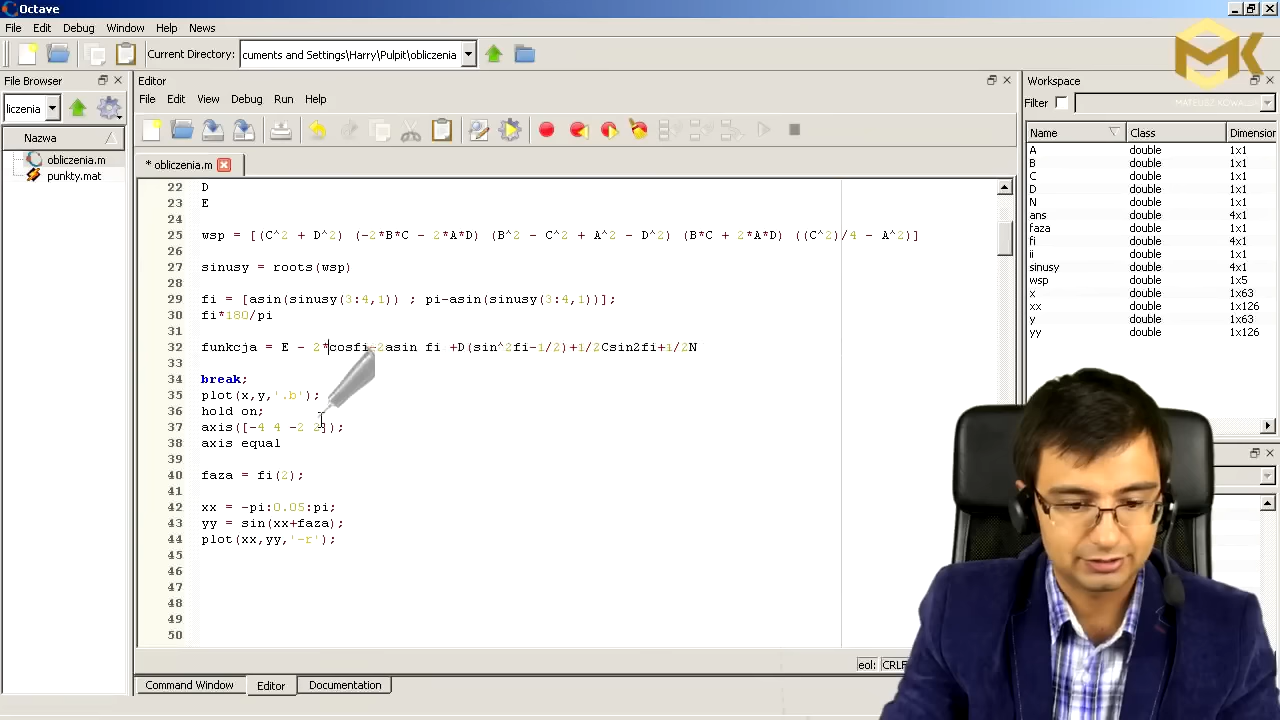 Octave
File Edit Debug Window Help News
Current Directory: cuments and Settings\Harry\Pulpit\obliczenia
MK
MATEUSZ KOWALSKI
File Browser
Editor
Workspace
liczenia
File Edit View Debug Run Help
Filter
Nazwa
Name Class Dimension
obliczenia.m
punkty.mat
* obliczenia.m
A double 1x1
B double 1x1
C double 1x1
D double 1x1
N double 1x1
ans double 4x1
faza double 1x1
fi double 4x1
ii double 1x1
sinusy double 4x1
wsp double 1x5
x double 1x63
xx double 1x126
y double 1x63
yy double 1x126
22 D
23 E
24
25 wsp = [(C^2 + D^2) (-2*B*C - 2*A*D) (B^2 - C^2 + A^2 - D^2) (B*C + 2*A*D) ((C^2)/4 - A^2)]
26
27 sinusy = roots(wsp)
28
29 fi = [asin(sinusy(3:4,1)) ; pi-asin(sinusy(3:4,1))];
30 fi*180/pi
31
32 funkcja = E - 2*cosfi-2asin fi +D(sin^2fi-1/2)+1/2Csin2fi+1/2N
33
34 break;
35 plot(x,y,'.b');
36 hold on;
37 axis([-4 4 -2 2]);
38 axis equal
39
40 faza = fi(2);
41
42 xx = -pi:0.05:pi;
43 yy = sin(xx+faza);
44 plot(xx,yy,'-r');
45
46
47
48
49
50
eol: CRLF
Command Window Editor Documentation